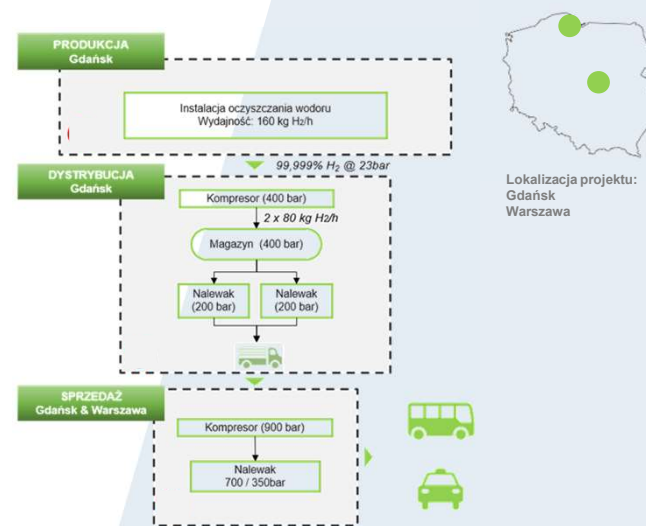 PRODUKCJA
Gdańsk
Instalacja oczyszczania wodoru
Wydajność: 160 kg H2/h
99,999% H₂ @ 23bar
DYSTRYBUCJA
Gdańsk
Kompresor (400 bar)
2 x 80 kg H2/h
Magazyn (400 bar)
Nalewak
(200 bar)
Nalewak
(200 bar)
SPRZEDAŻ
Gdańsk & Warszawa
Kompresor (900 bar)
Nalewak
700 / 350bar
Lokalizacja projektu:
Gdańsk
Warszawa